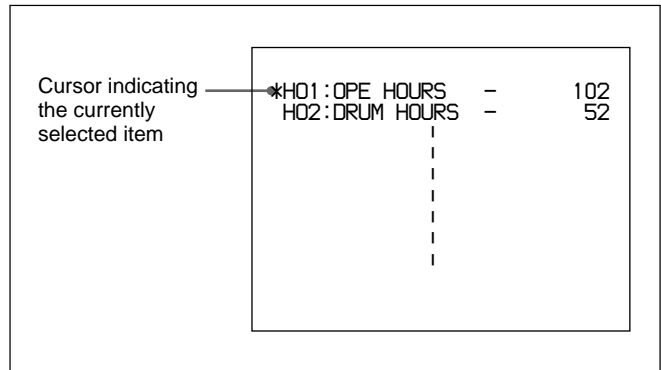 Cursor indicating
the currently
selected item
*H01:OPE HOURS - 102
H02:DRUM HOURS - 52